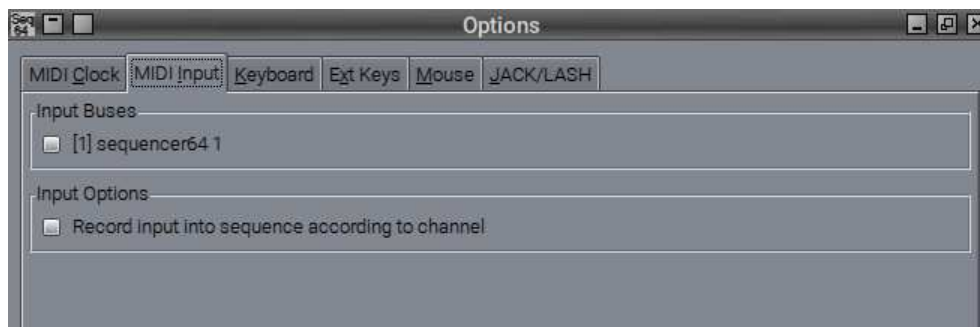 Seq
64
Options
MIDI Clock MIDI Input Keyboard Ext Keys Mouse JACK/LASH
Input Buses
[1] sequencer64 1
Input Options
Record input into sequence according to channel